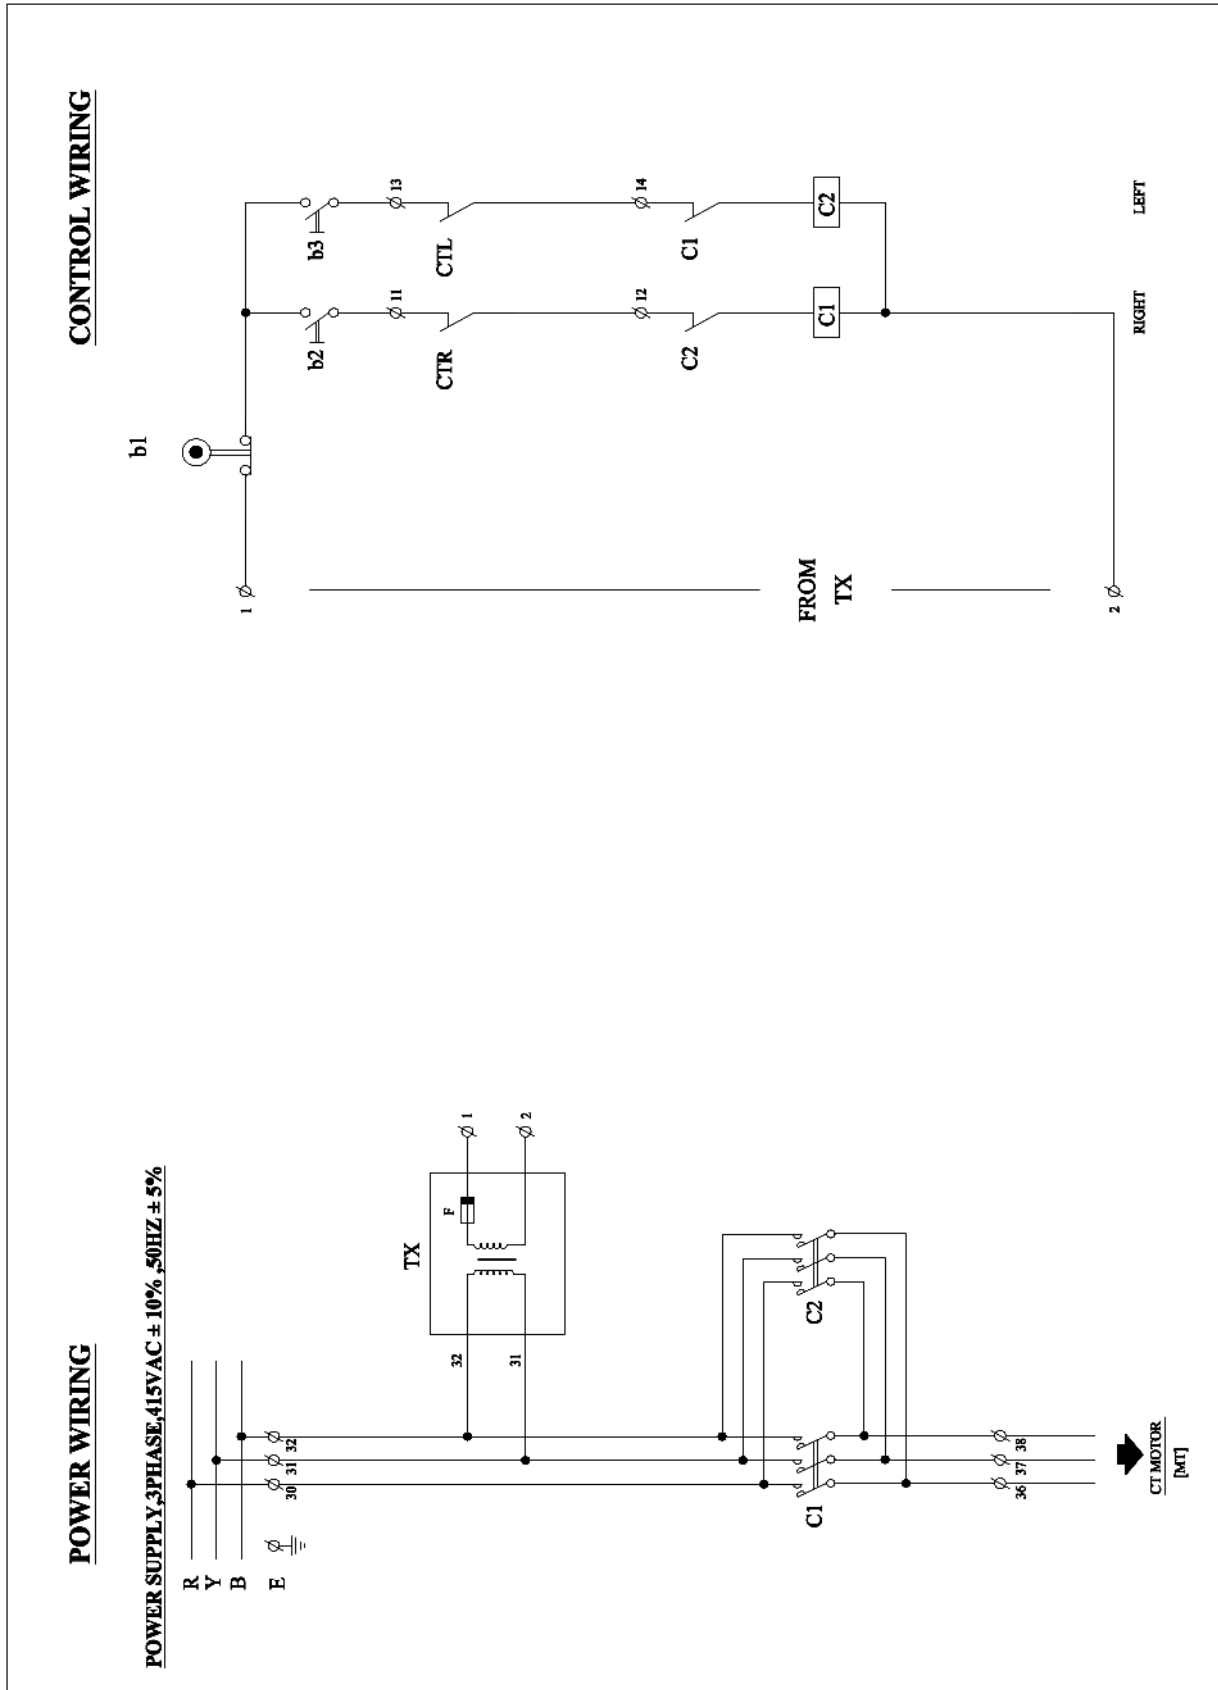 POWER WIRING
POWER SUPPLY,3PHASE,415VAC ± 10% ,50HZ ± 5%
R
Y
B
E
30
31
32
TX
32
31
F
1
2
C1
C2
36
37
38
CT MOTOR
[MT]
CONTROL WIRING
b1
1
b2
b3
11
13
CTR
CTL
12
14
C2
C1
C1
C2
FROM
TX
2
RIGHT
LEFT